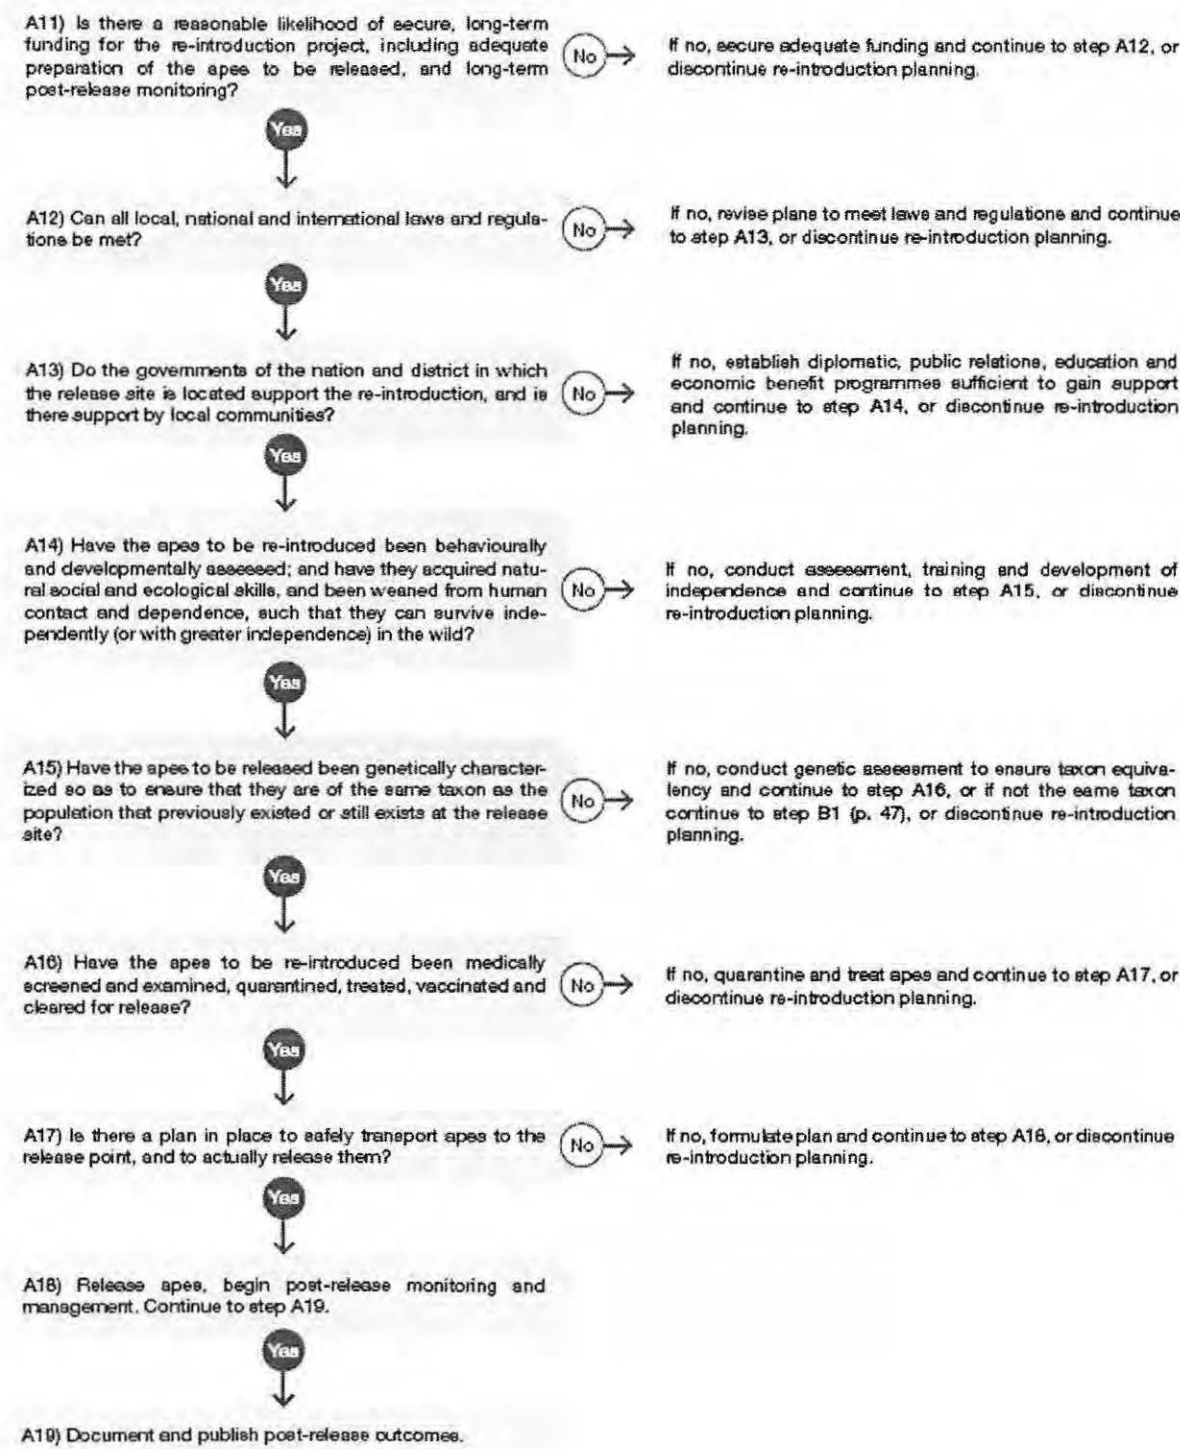 A11) Is there a reasonable likelihood of secure, long-term
funding for the re-introduction project, including adequate
preparation of the apes to be released, and long-term
post-release monitoring?
No
If no, secure adequate funding and continue to step A12, or
discontinue re-introduction planning.
Yes
A12) Can all local, national and international laws and regula-
tions be met?
No
If no, revise plans to meet laws and regulations and continue
to step A13, or discontinue re-introduction planning.
Yes
A13) Do the governments of the nation and district in which
the release site is located support the re-introduction, and is
there support by local communities?
No
If no, establish diplomatic, public relations, education and
economic benefit programmes sufficient to gain support
and continue to step A14, or discontinue re-introduction
planning.
Yes
A14) Have the apes to be re-introduced been behaviourally
and developmentally assessed; and have they acquired natu-
ral social and ecological skills, and been weaned from human
contact and dependence, such that they can survive inde-
pendently (or with greater independence) in the wild?
No
If no, conduct assessment, training and development of
independence and continue to step A15, or discontinue
re-introduction planning.
Yes
A15) Have the apes to be released been genetically character-
ized so as to ensure that they are of the same taxon as the
population that previously existed or still exists at the release
site?
No
If no, conduct genetic assessment to ensure taxon equiva-
lency and continue to step A16, or if not the same taxon
continue to step B1 (p. 47), or discontinue re-introduction
planning.
Yes
A16) Have the apes to be re-introduced been medically
screened and examined, quarantined, treated, vaccinated and
cleared for release?
No
If no, quarantine and treat apes and continue to step A17, or
discontinue re-introduction planning.
Yes
A17) Is there a plan in place to safely transport apes to the
release point, and to actually release them?
No
If no, formulate plan and continue to step A18, or discontinue
re-introduction planning.
Yes
A18) Release apes, begin post-release monitoring and
management. Continue to step A19.
Yes
A19) Document and publish post-release outcomes.